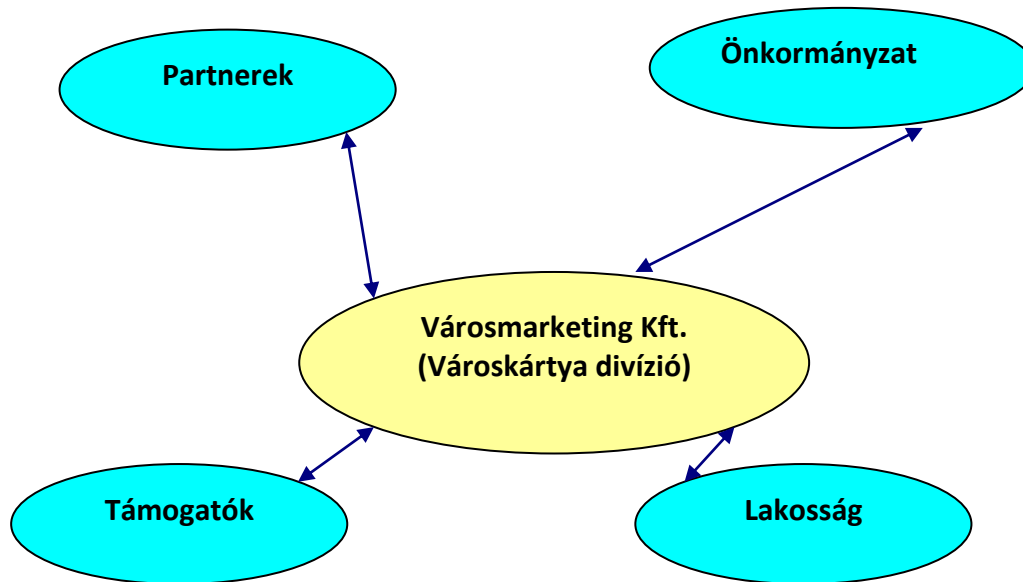 Partnerek
Önkormányzat
Városmarketing Kft.
(Városkártya divízió)
Támogatók
Lakosság